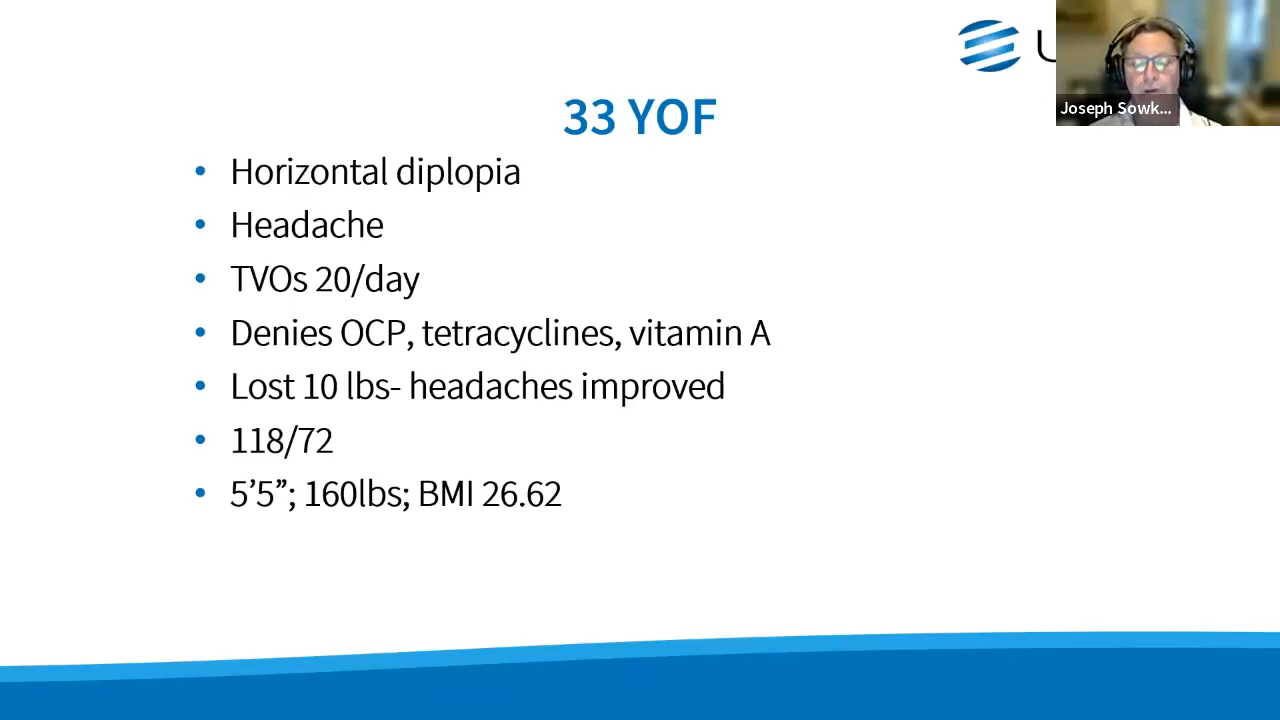 33 YOF
Joseph Sowk...
• Horizontal diplopia
• Headache
• TVOs 20/day
• Denies OCP, tetracyclines, vitamin A
• Lost 10 lbs- headaches improved
• 118/72
• 5’5”; 160lbs; BMI 26.62